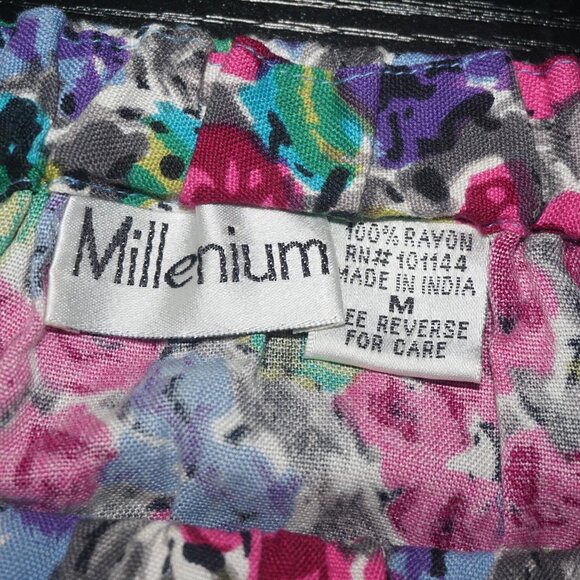 Millenium
100% RAYON
RN# 101144
MADE IN INDIA
M
EE REVERSE
FOR CARE